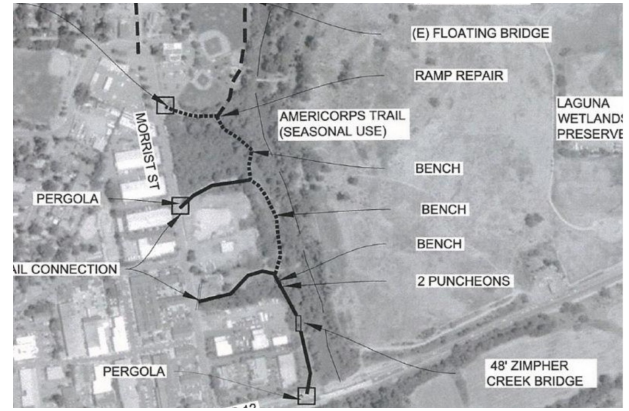 (E) FLOATING BRIDGE
RAMP REPAIR
AMERICORPS TRAIL
(SEASONAL USE)
LAGUNA
WETLANDS
PRESERVE
MORRIST ST
BENCH
PERGOLA
BENCH
BENCH
AIL CONNECTION
2 PUNCHEONS
48' ZIMPHER
CREEK BRIDGE
PERGOLA